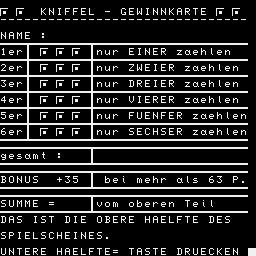 KNIFFEL - GEWINNKARTE
NAME :
1er nur EINER zaehlen
2er nur ZWEIER zaehlen
3er nur DREIER zaehlen
4er nur VIERER zaehlen
5er nur FUENFER zaehlen
6er nur SECHSER zaehlen
gesamt :
BONUS +35 bei mehr als 63 P.
SUMME = vom oberen Teil
DAS IST DIE OBERE HAELFTE DES
SPIELSCHEINES.
UNTERE HAELFTE= TASTE DRUECKEN